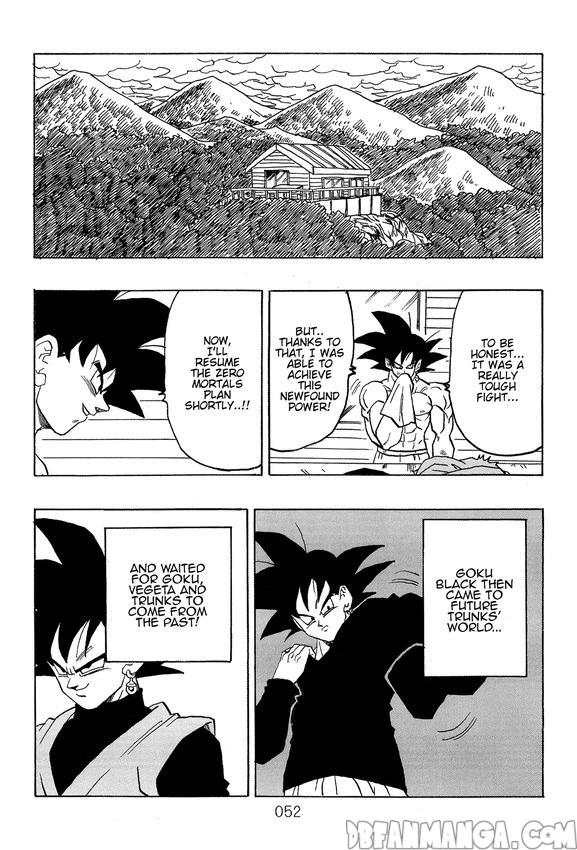 TO BE
HONEST...
IT WAS A
REALLY
TOUGH
FIGHT...
BUT..
THANKS TO
THAT, I WAS
ABLE TO
ACHIEVE
THIS
NEWFOUND
POWER!
NOW,
I'LL
RESUME
THE ZERO
MORTALS
PLAN
SHORTLY..!!
GOKU
BLACK THEN
CAME TO
FUTURE
TRUNKS'
WORLD...
AND WAITED
FOR GOKU,
VEGETA AND
TRUNKS TO
COME FROM
THE PAST!
052
DBFANMANGA.COM